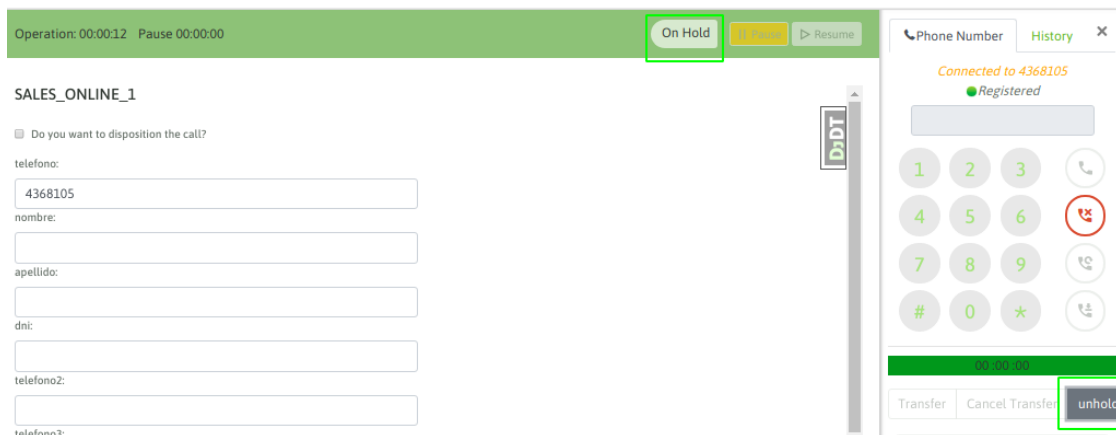 Operation: 00:00:12 Pause 00:00:00
On Hold
Pause
Resume
SALES_ONLINE_1
Do you want to disposition the call?
telefono:
4368105
nombre:
apellido:
dni:
telefono2:
telefono3:
DjDT
Phone Number
History
×
Connected to 4368105
Registered
1 2 3
4 5 6
7 8 9
# 0 *
00:00:00
Transfer
Cancel Transfer
unhold